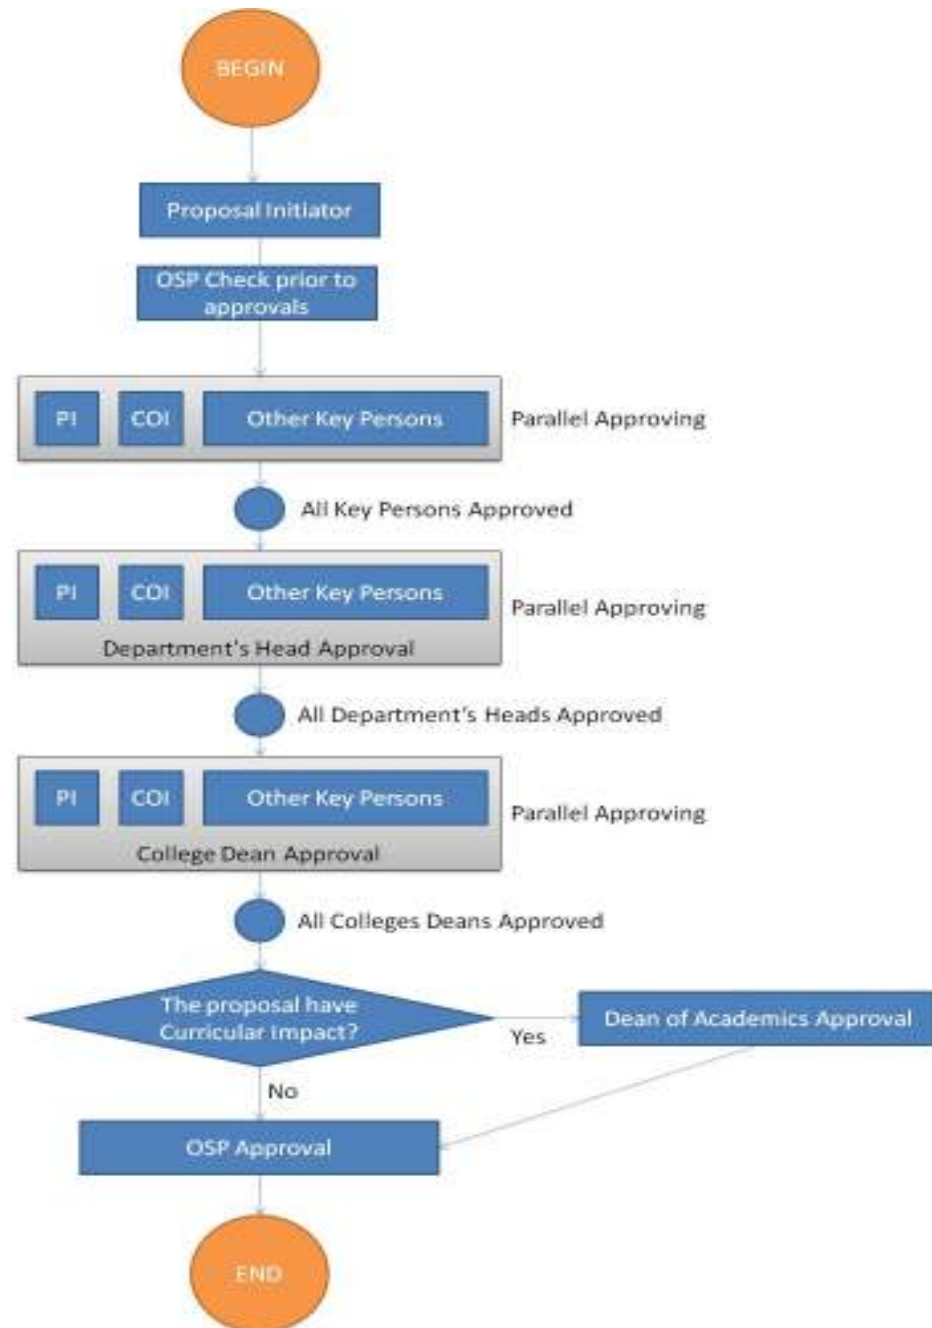 BEGIN
Proposal Initiator
OSP Check prior to
approvals
PI COI Other Key Persons Parallel Approving
All Key Persons Approved
PI COI Other Key Persons
Parallel Approving
Department's Head Approval
All Department's Heads Approved
PI COI Other Key Persons
Parallel Approving
College Dean Approval
All Colleges Deans Approved
The proposal have
Curricular Impact?
Yes
Dean of Academics Approval
No
OSP Approval
END